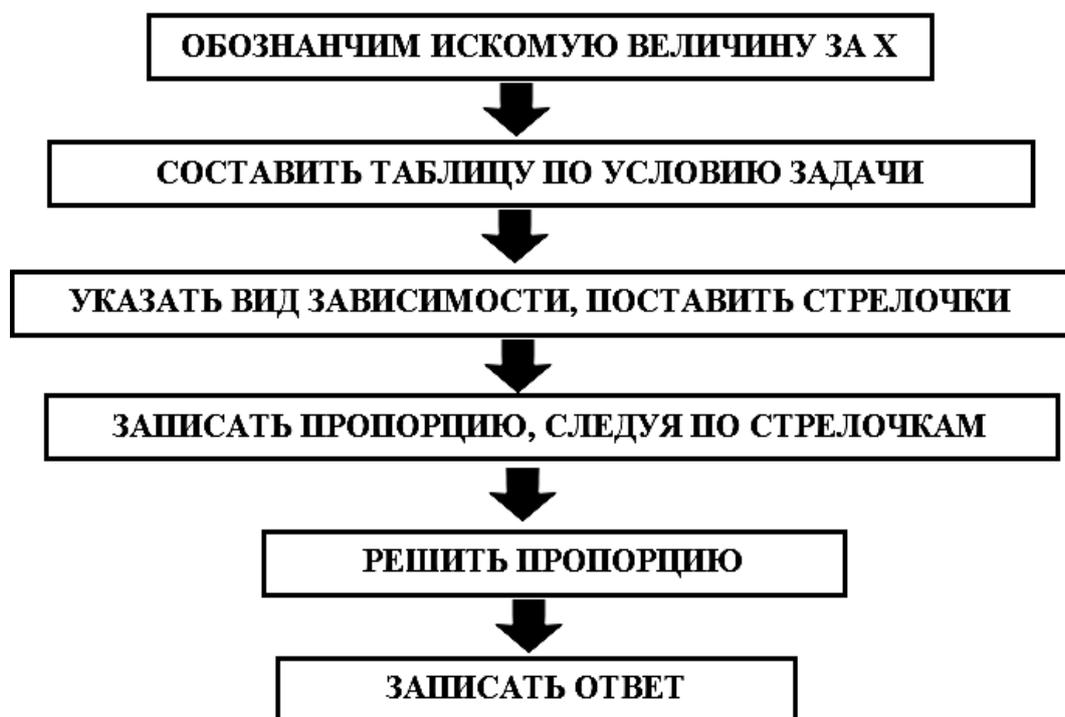 ОБОЗНАНЧИМ ИСКОМУЮ ВЕЛИЧИНУ ЗА Х
СОСТАВИТЬ ТАБЛИЦУ ПО УСЛОВИЮ ЗАДАЧИ
УКАЗАТЬ ВИД ЗАВИСИМОСТИ, ПОСТАВИТЬ СТРЕЛОЧКИ
ЗАПИСАТЬ ПРОПОРЦИЮ, СЛЕДУЯ ПО СТРЕЛОЧКАМ
РЕШИТЬ ПРОПОРЦИЮ
ЗАПИСАТЬ ОТВЕТ